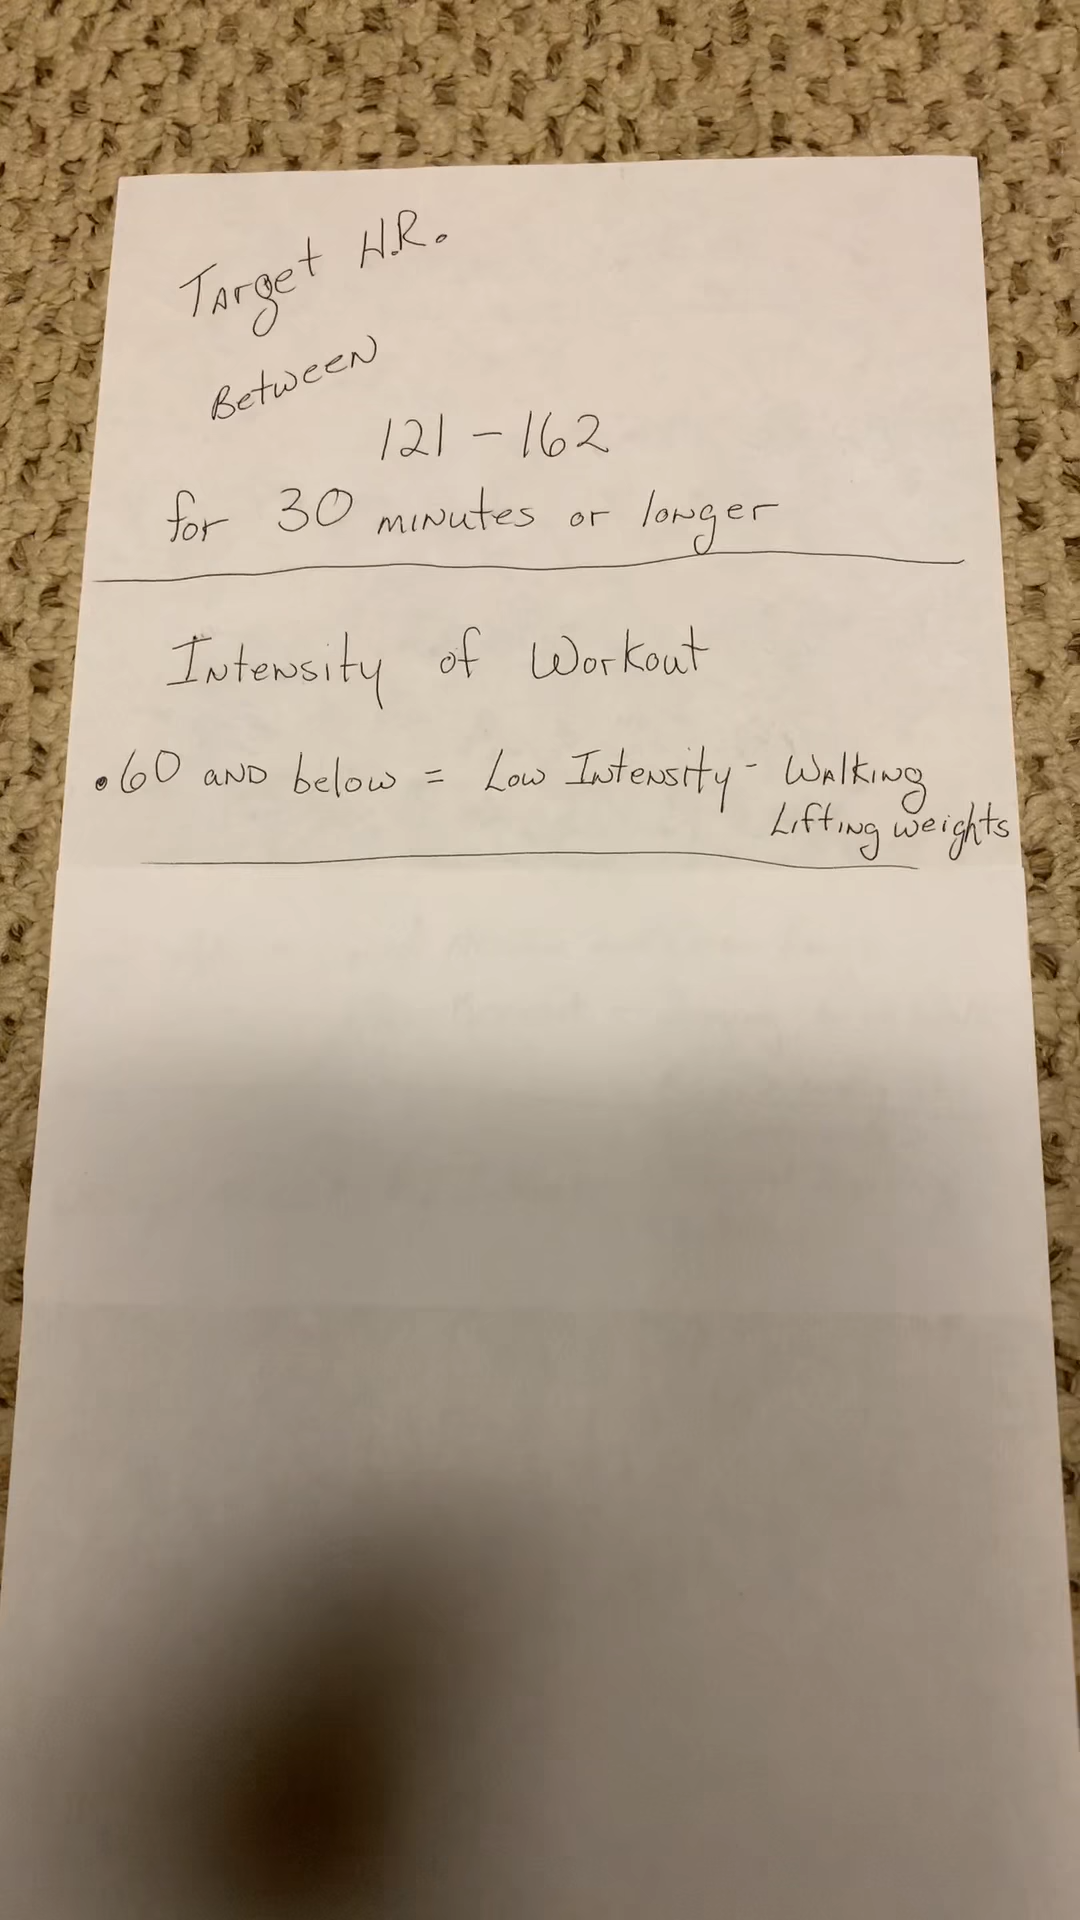 Target H.R.
Between
121 - 162
for 30 minutes or longer
Intensity of Workout
.60 and below = Low Intensity - Walking
Lifting weights